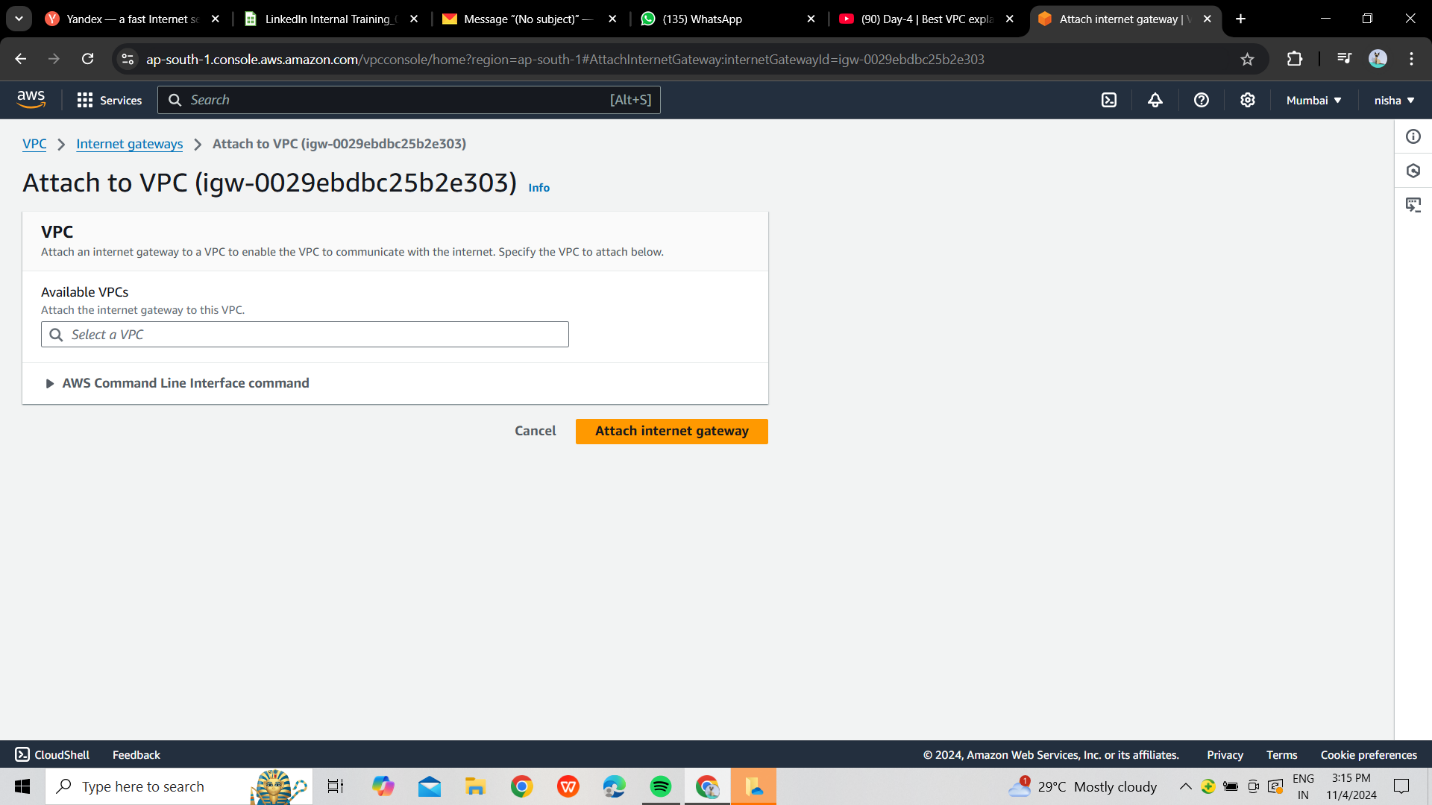 Yandex — a fast Internet se
LinkedIn Internal Training_
Message "(No subject)" —
(135) WhatsApp
(90) Day-4 | Best VPC expla
Attach internet gateway | V
ap-south-1.console.aws.amazon.com/vpcconsole/home?region=ap-south-1#AttachInternetGateway:internetGatewayId=igw-0029ebdbc25b2e303
aws
Services
Search
[Alt+S]
Mumbai
nisha
VPC
Internet gateways
Attach to VPC (igw-0029ebdbc25b2e303)
Attach to VPC (igw-0029ebdbc25b2e303) Info
VPC
Attach an internet gateway to a VPC to enable the VPC to communicate with the internet. Specify the VPC to attach below.
Available VPCs
Attach the internet gateway to this VPC.
Select a VPC
AWS Command Line Interface command
Cancel
Attach internet gateway
CloudShell
Feedback
© 2024, Amazon Web Services, Inc. or its affiliates.
Privacy
Terms
Cookie preferences
Type here to search
1
29°C Mostly cloudy
ENG
IN
3:15 PM
11/4/2024